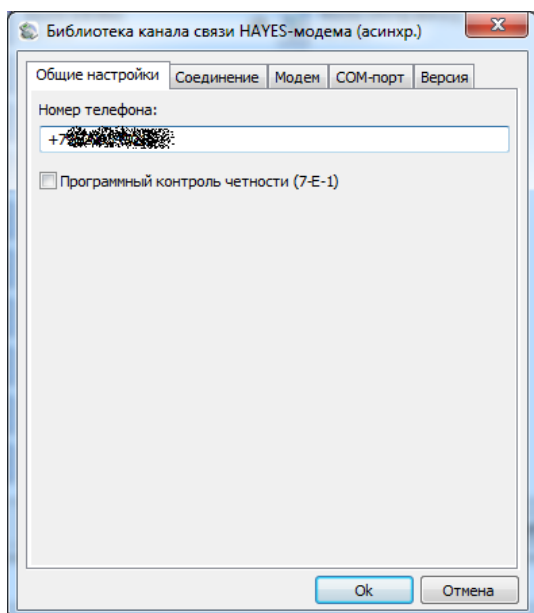 Библиотека канала связи HAYES-модема (асинхр.)
Общие настройки Соединение Модем COM-порт Версия
Номер телефона:
+7
Программный контроль четности (7-E-1)
Ok Отмена